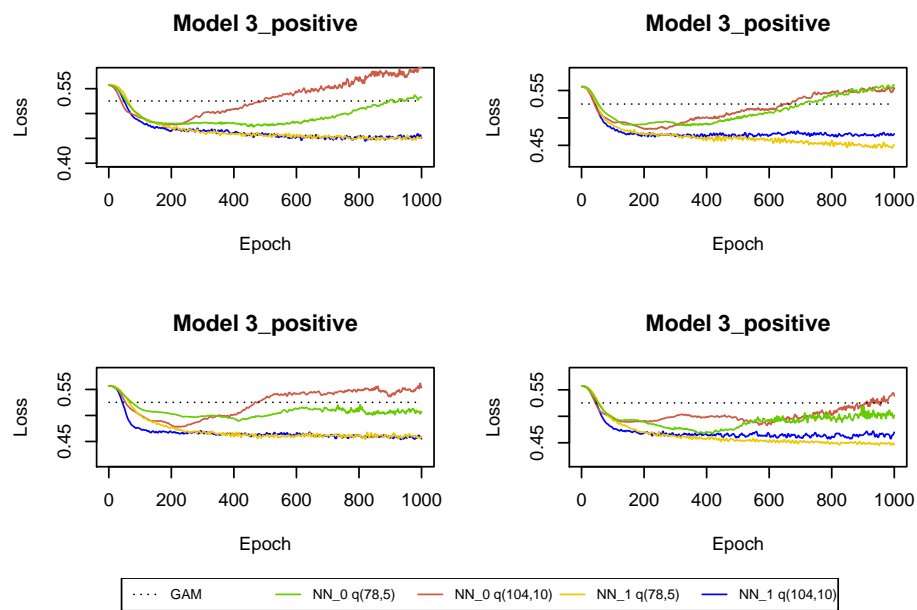 Model 3_positive
Loss
0.55
0.40
0 200 400 600 800 1000
Epoch
Model 3_positive
Loss
0.55
0.45
0 200 400 600 800 1000
Epoch
Model 3_positive
Loss
0.55
0.45
0 200 400 600 800 1000
Epoch
Model 3_positive
Loss
0.55
0.45
0 200 400 600 800 1000
Epoch
GAM NN_0 q(78,5) NN_0 q(104,10) NN_1 q(78,5) NN_1 q(104,10)